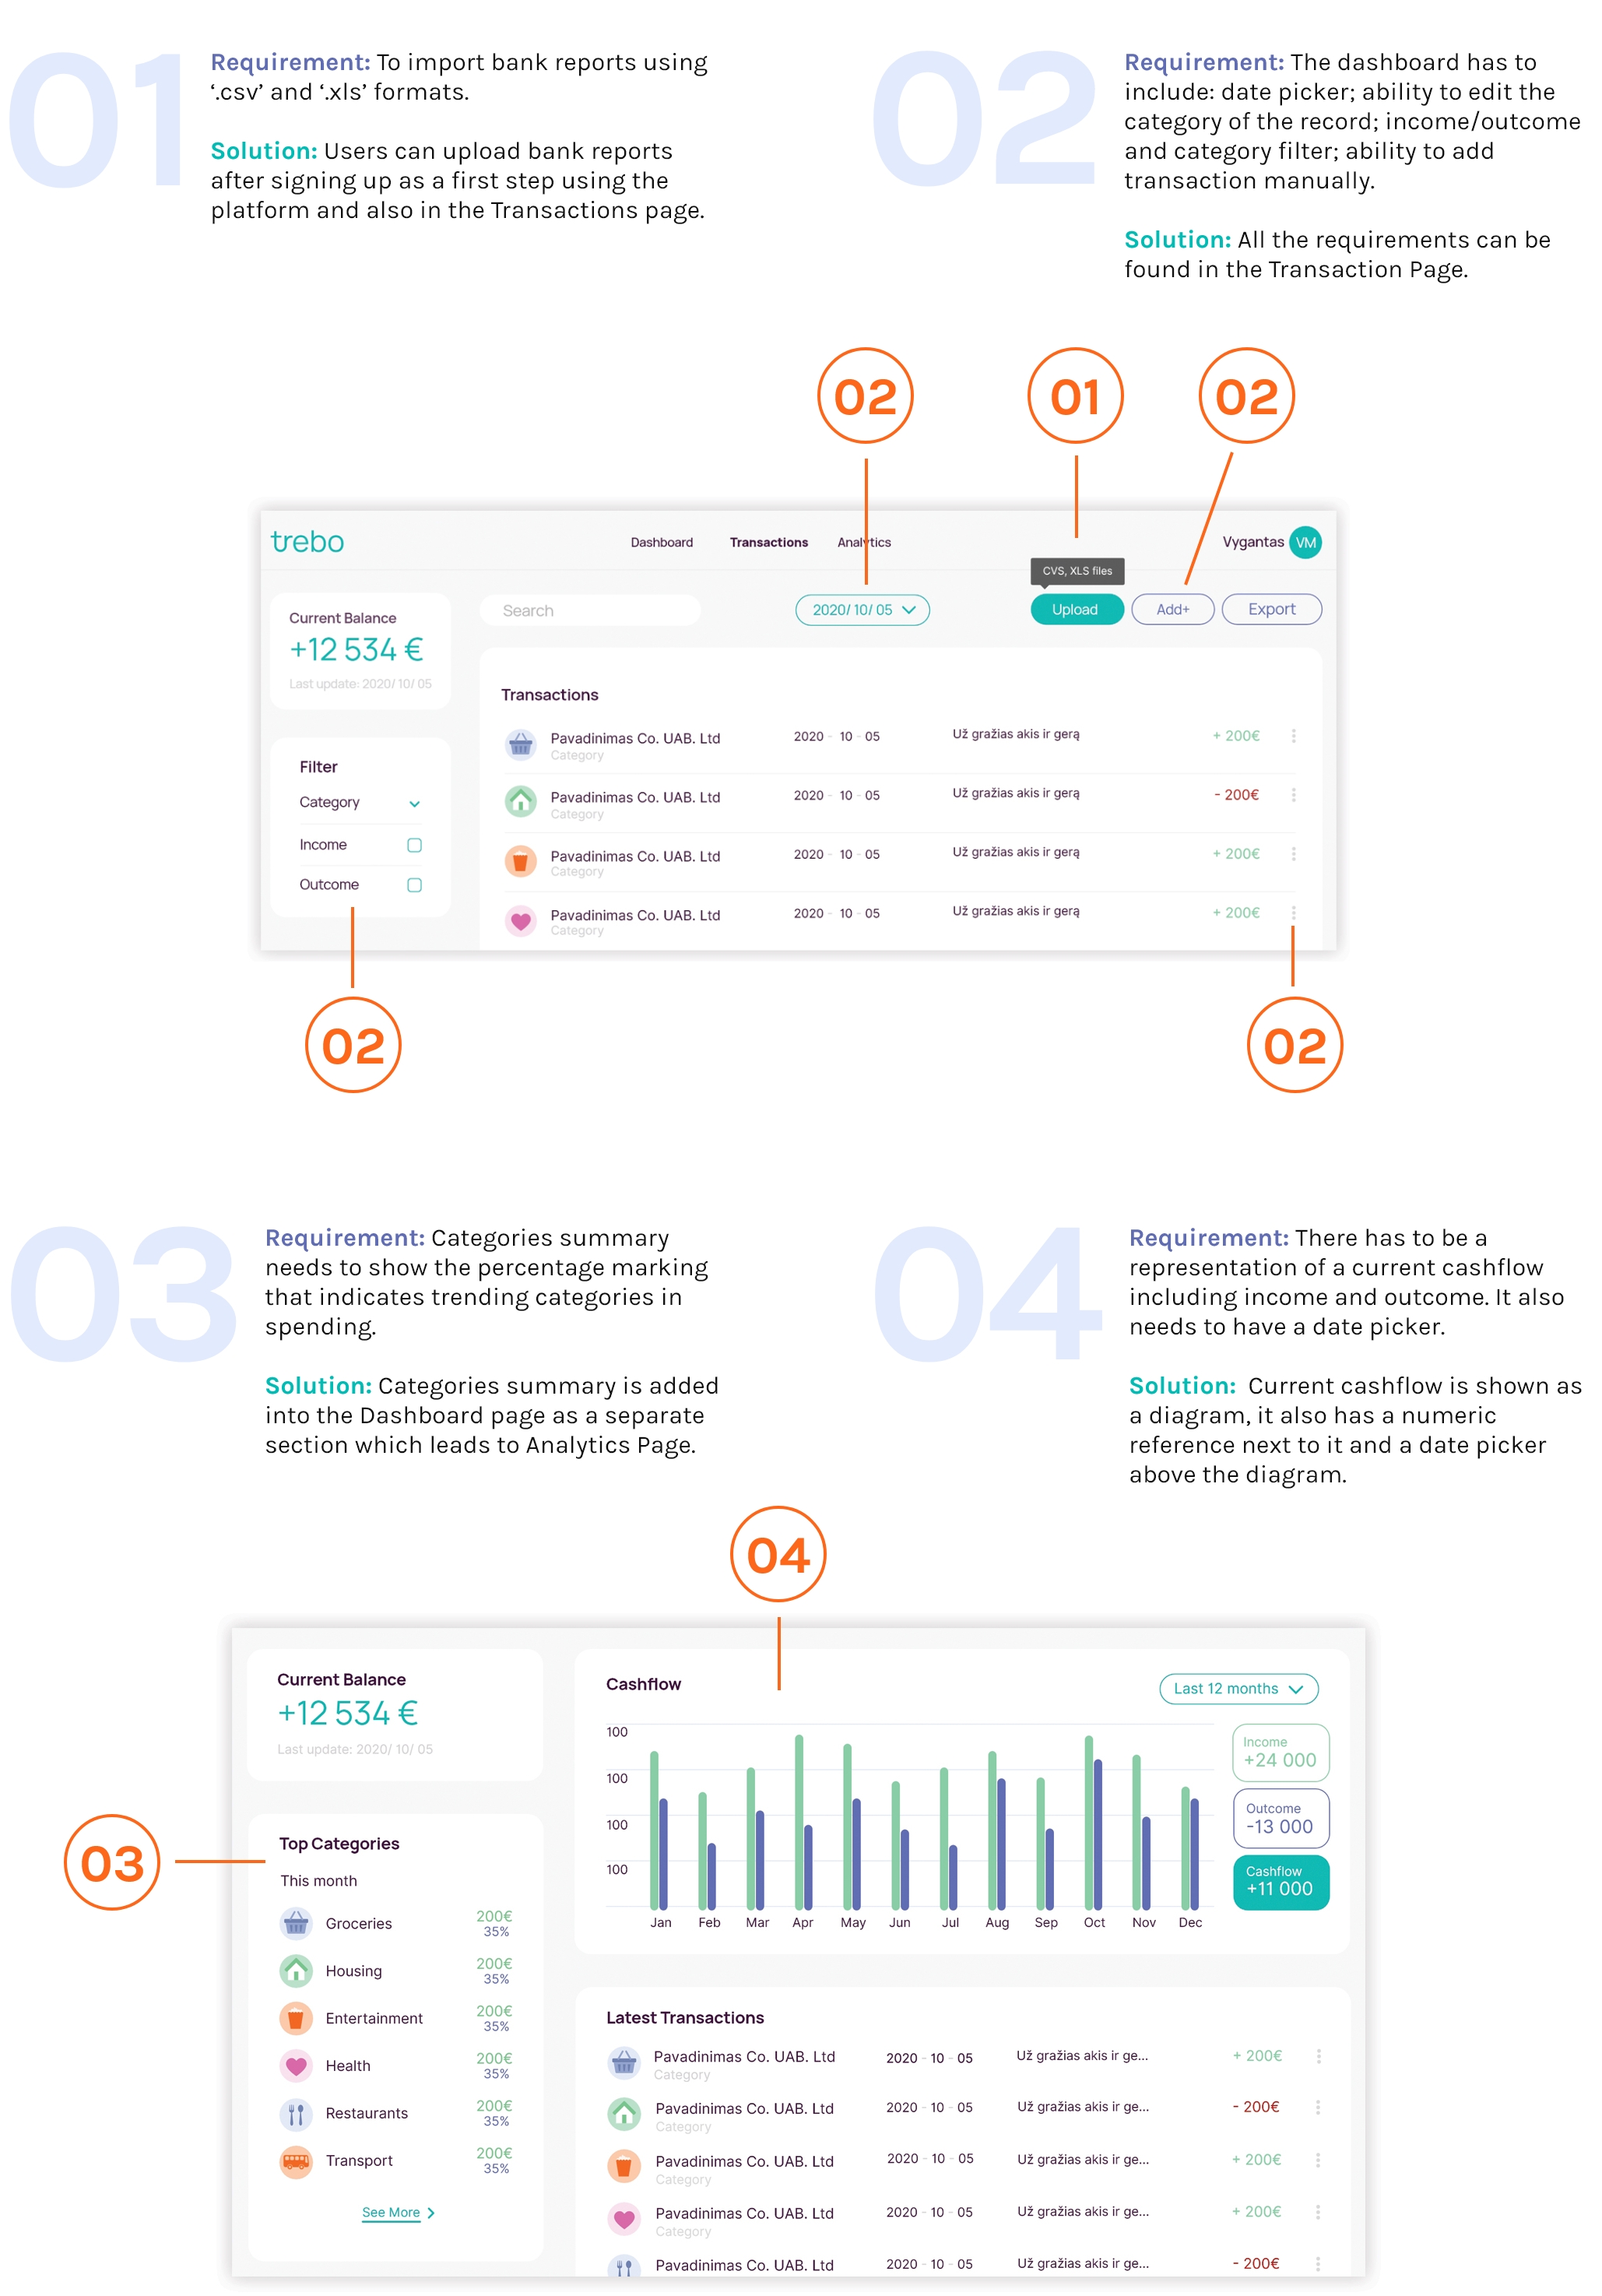 01
Requirement: To import bank reports using
‘.csv’ and ‘.xls’ formats.
Solution: Users can upload bank reports
after signing up as a first step using the
platform and also in the Transactions page.
02
Requirement: The dashboard has to
include: date picker; ability to edit the
category of the record; income/outcome
and category filter; ability to add
transaction manually.
Solution: All the requirements can be
found in the Transaction Page.
02
01
02
trebo
Dashboard
Transactions
Analytics
Vygantas VM
CVS, XLS files
Current Balance
+12 534 €
Last update: 2020/ 10/ 05
Search
2020/ 10/ 05
Upload
Add+
Export
Filter
Category
Income
Outcome
Transactions
Pavadinimas Co. UAB. Ltd 2020 - 10 - 05 Už gražias akis ir gerą + 200€
Category
Pavadinimas Co. UAB. Ltd 2020 - 10 - 05 Už gražias akis ir gerą - 200€
Category
Pavadinimas Co. UAB. Ltd 2020 - 10 - 05 Už gražias akis ir gerą + 200€
Category
Pavadinimas Co. UAB. Ltd 2020 - 10 - 05 Už gražias akis ir gerą + 200€
Category
02
02
03
Requirement: Categories summary
needs to show the percentage marking
that indicates trending categories in
spending.
Solution: Categories summary is added
into the Dashboard page as a separate
section which leads to Analytics Page.
04
Requirement: There has to be a
representation of a current cashflow
including income and outcome. It also
needs to have a date picker.
Solution: Current cashflow is shown as
a diagram, it also has a numeric
reference next to it and a date picker
above the diagram.
04
03
Current Balance
+12 534 €
Last update: 2020/ 10/ 05
Top Categories
This month
Groceries 200€
35%
Housing 200€
35%
Entertainment 200€
35%
Health 200€
35%
Restaurants 200€
35%
Transport 200€
35%
See More
Cashflow
Last 12 months
100
100
100
100
Jan Feb Mar Apr May Jun Jul Aug Sep Oct Nov Dec
Income
+24 000
Outcome
-13 000
Cashflow
+11 000
Latest Transactions
Pavadinimas Co. UAB. Ltd 2020 - 10 - 05 Už gražias akis ir ge... + 200€
Category
Pavadinimas Co. UAB. Ltd 2020 - 10 - 05 Už gražias akis ir ge... - 200€
Category
Pavadinimas Co. UAB. Ltd 2020 - 10 - 05 Už gražias akis ir ge... + 200€
Category
Pavadinimas Co. UAB. Ltd 2020 - 10 - 05 Už gražias akis ir ge... + 200€
Category
Pavadinimas Co. UAB. Ltd 2020 - 10 - 05 Už gražias akis ir ge... - 200€